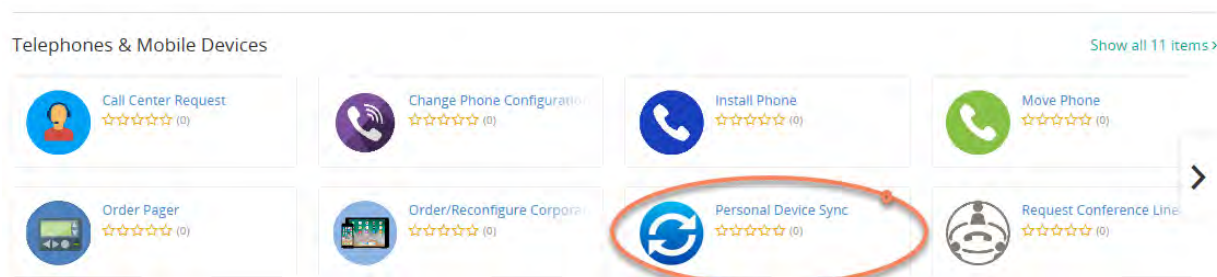 Telephones & Mobile Devices
Show all 11 items >
Call Center Request
(0)
Change Phone Configuration
(0)
Install Phone
(0)
Move Phone
(0)
Order Pager
(0)
Order/Reconfigure Corpora
(0)
Personal Device Sync
(0)
Request Conference Line
(0)